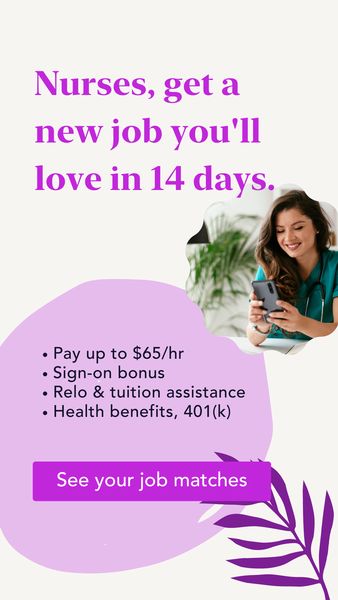 Nurses, get a
new job you'll
love in 14 days.
• Pay up to $65/hr
• Sign-on bonus
• Relo & tuition assistance
• Health benefits, 401(k)
See your job matches